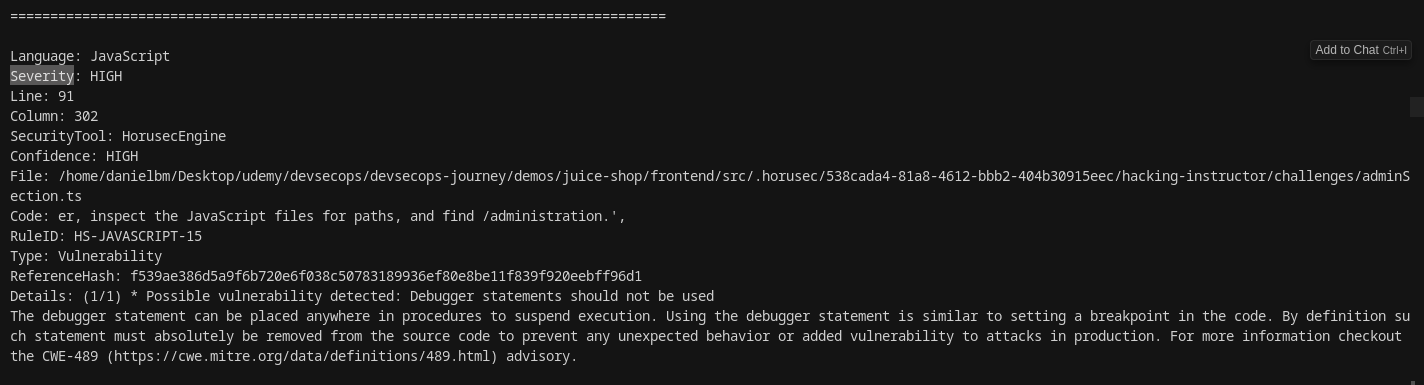 ==================================================================================
Language: JavaScript
Add to Chat Ctrl+I
Severity: HIGH
Line: 91
Column: 302
SecurityTool: HorusecEngine
Confidence: HIGH
File: /home/danielbm/Desktop/udemy/devsecops/devsecops-journey/demos/juice-shop/frontend/src/.horusec/538cada4-81a8-4612-bbb2-404b30915eec/hacking-instructor/challenges/adminS
ection.ts
Code: er, inspect the JavaScript files for paths, and find /administration.',
RuleID: HS-JAVASCRIPT-15
Type: Vulnerability
ReferenceHash: f539ae386d5a9f6b720e6f038c50783189936ef80e8be11f839f920eebff96d1
Details: (1/1) * Possible vulnerability detected: Debugger statements should not be used
The debugger statement can be placed anywhere in procedures to suspend execution. Using the debugger statement is similar to setting a breakpoint in the code. By definition su
ch statement must absolutely be removed from the source code to prevent any unexpected behavior or added vulnerability to attacks in production. For more information checkout
the CWE-489 (https://cwe.mitre.org/data/definitions/489.html) advisory.